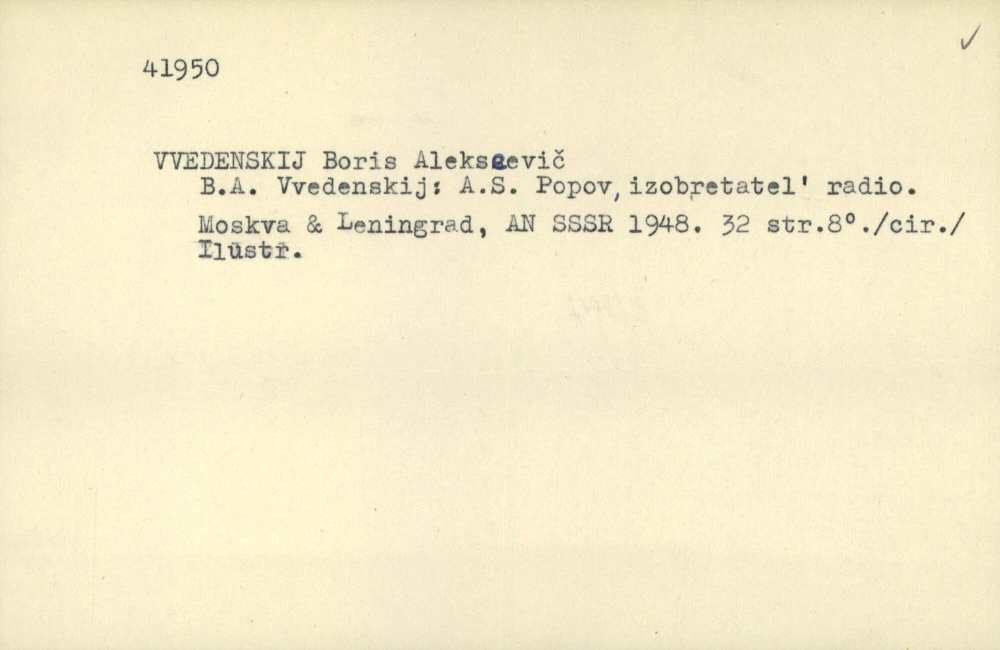 41950
VVEDENSKIJ Boris Alekseevič
B.A. Vvedenskij: A.S. Popov, izobretatel' radio.
Moskva & Leningrad, AN SSSR 1948. 32 str.8°./cir./
Ilustr.